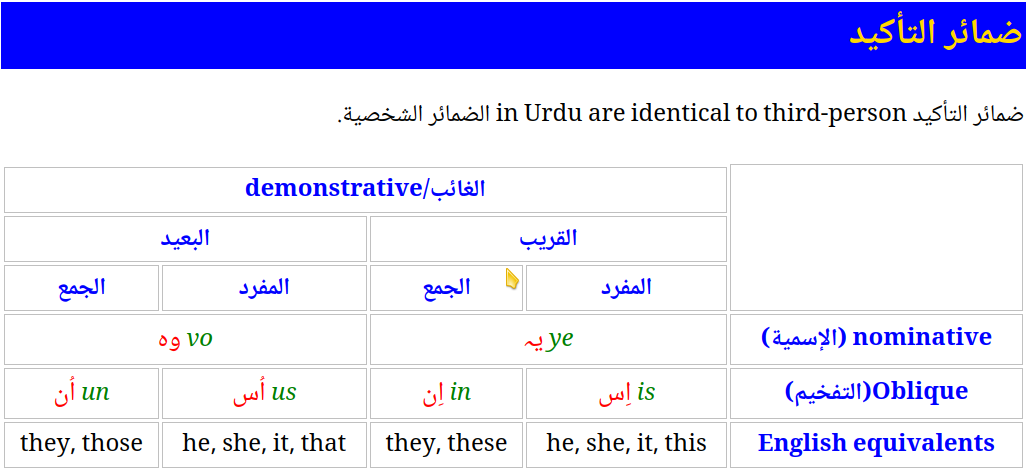 ضمائر التأكيد
ضمائر التأكيد in Urdu are identical to third-person الضمائر الشخصية.
الغائب/demonstrative
القريب البعيد
المفرد الجمع المفرد الجمع
nominative (الإسمية) ye یہ vo وہ
Oblique(التفخيم) is اِس in اِن us اُس un اُن
English equivalents he, she, it, this they, these he, she, it, that they, those